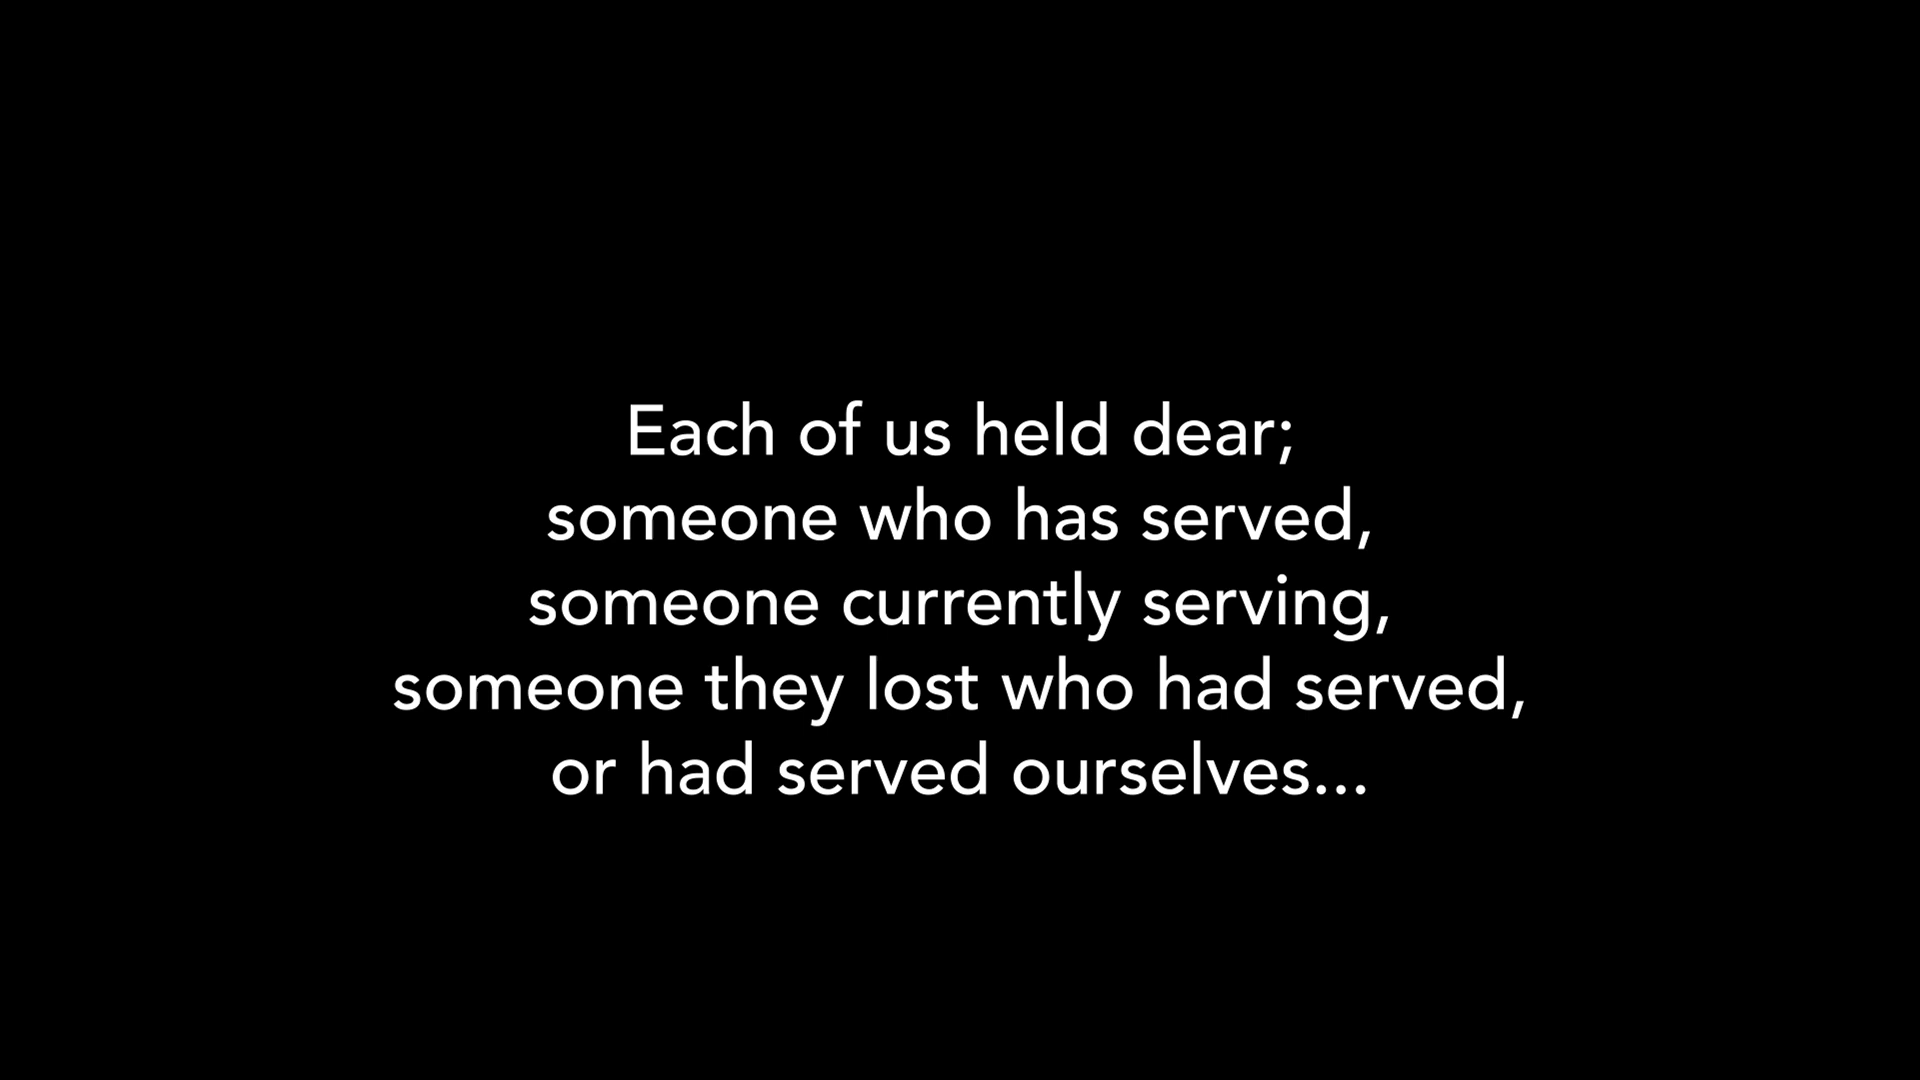 Each of us held dear;
someone who has served,
someone currently serving,
someone they lost who had served,
or had served ourselves...